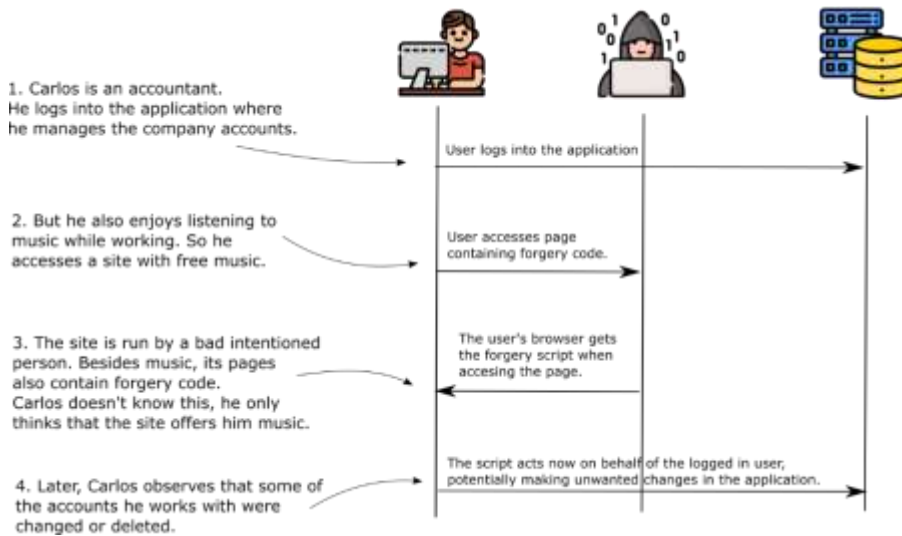 1. Carlos is an accountant.
He logs into the application where
he manages the company accounts.
User logs into the application
2. But he also enjoys listening to
music while working. So he
accesses a site with free music.
User accesses page
containing forgery code.
3. The site is run by a bad intentioned
person. Besides music, its pages
also contain forgery code.
Carlos doesn't know this, he only
thinks that the site offers him music.
The user's browser gets
the forgery script when
accesing the page.
4. Later, Carlos observes that some of
the accounts he works with were
changed or deleted.
The script acts now on behalf of the logged in user,
potentially making unwanted changes in the application.